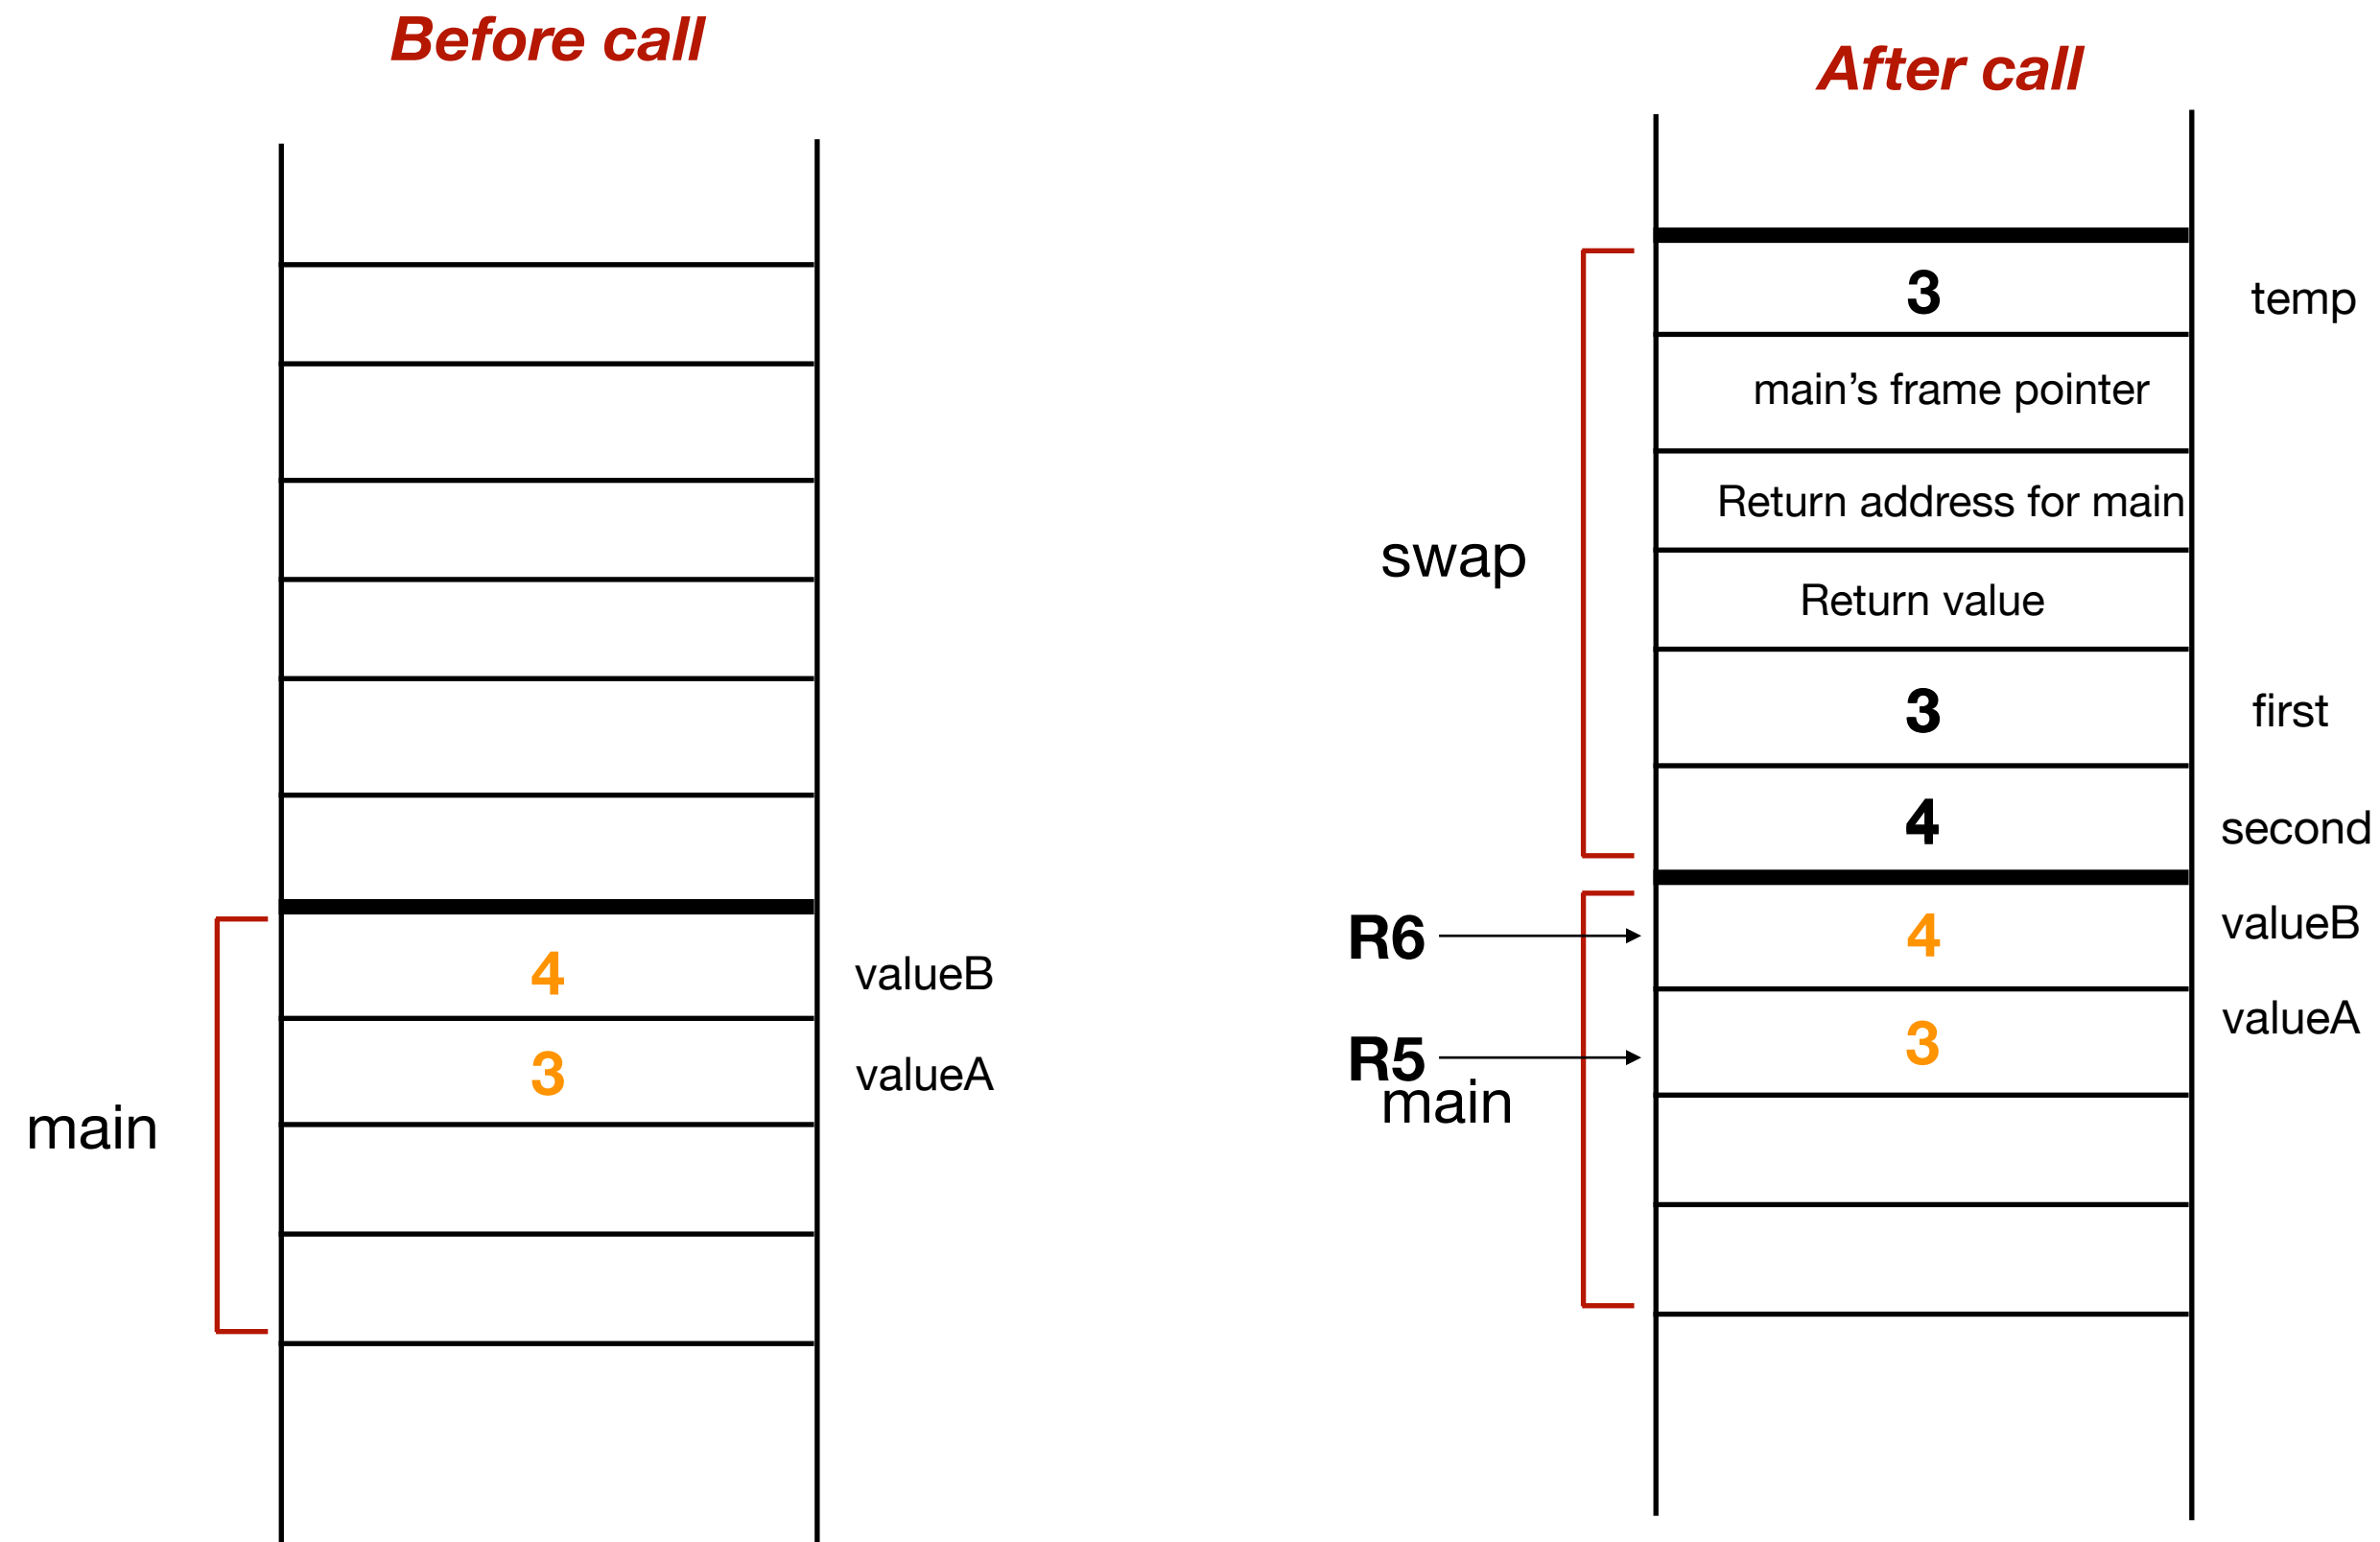 Before call
4 valueB
3 valueA
main
After call
3 temp
main’s frame pointer
Return address for main
swap
Return value
3 first
4 second
R6 4 valueB
R5 3 valueA
main